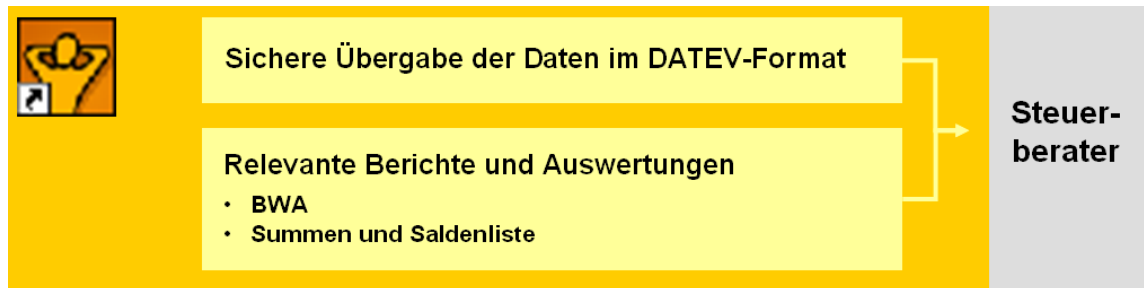 Sichere Übergabe der Daten im DATEV-Format
Relevante Berichte und Auswertungen
• BWA
• Summen und Saldenliste
Steuer-
berater